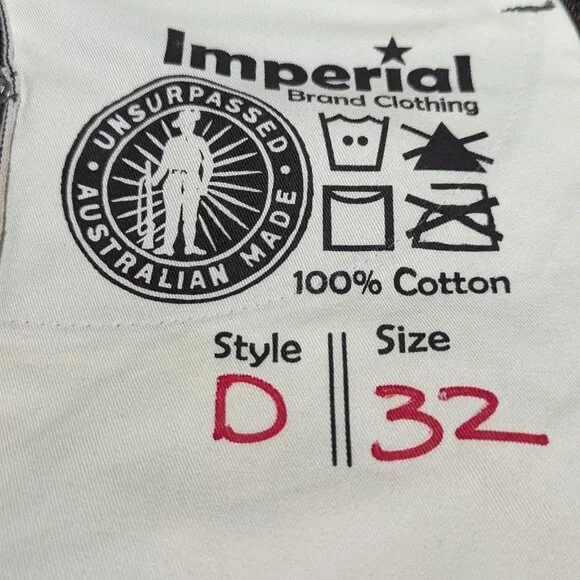 Imperial
Brand Clothing
UNSURPASSED
AUSTRALIAN MADE
100% Cotton
Style
Size
D
32